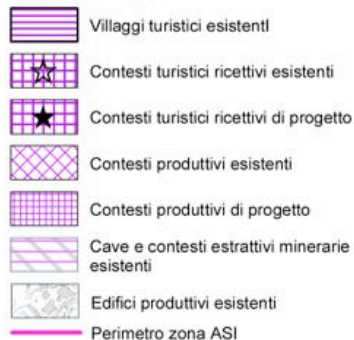 Villaggi turistici esistentI
Contesti turistici ricettivi esistenti
Contesti turistici ricettivi di progetto
Contesti produttivi esistenti
Contesti produttivi di progetto
Cave e contesti estrattivi minerarie
esistenti
Edifici produttivi esistenti
Perimetro zona ASI